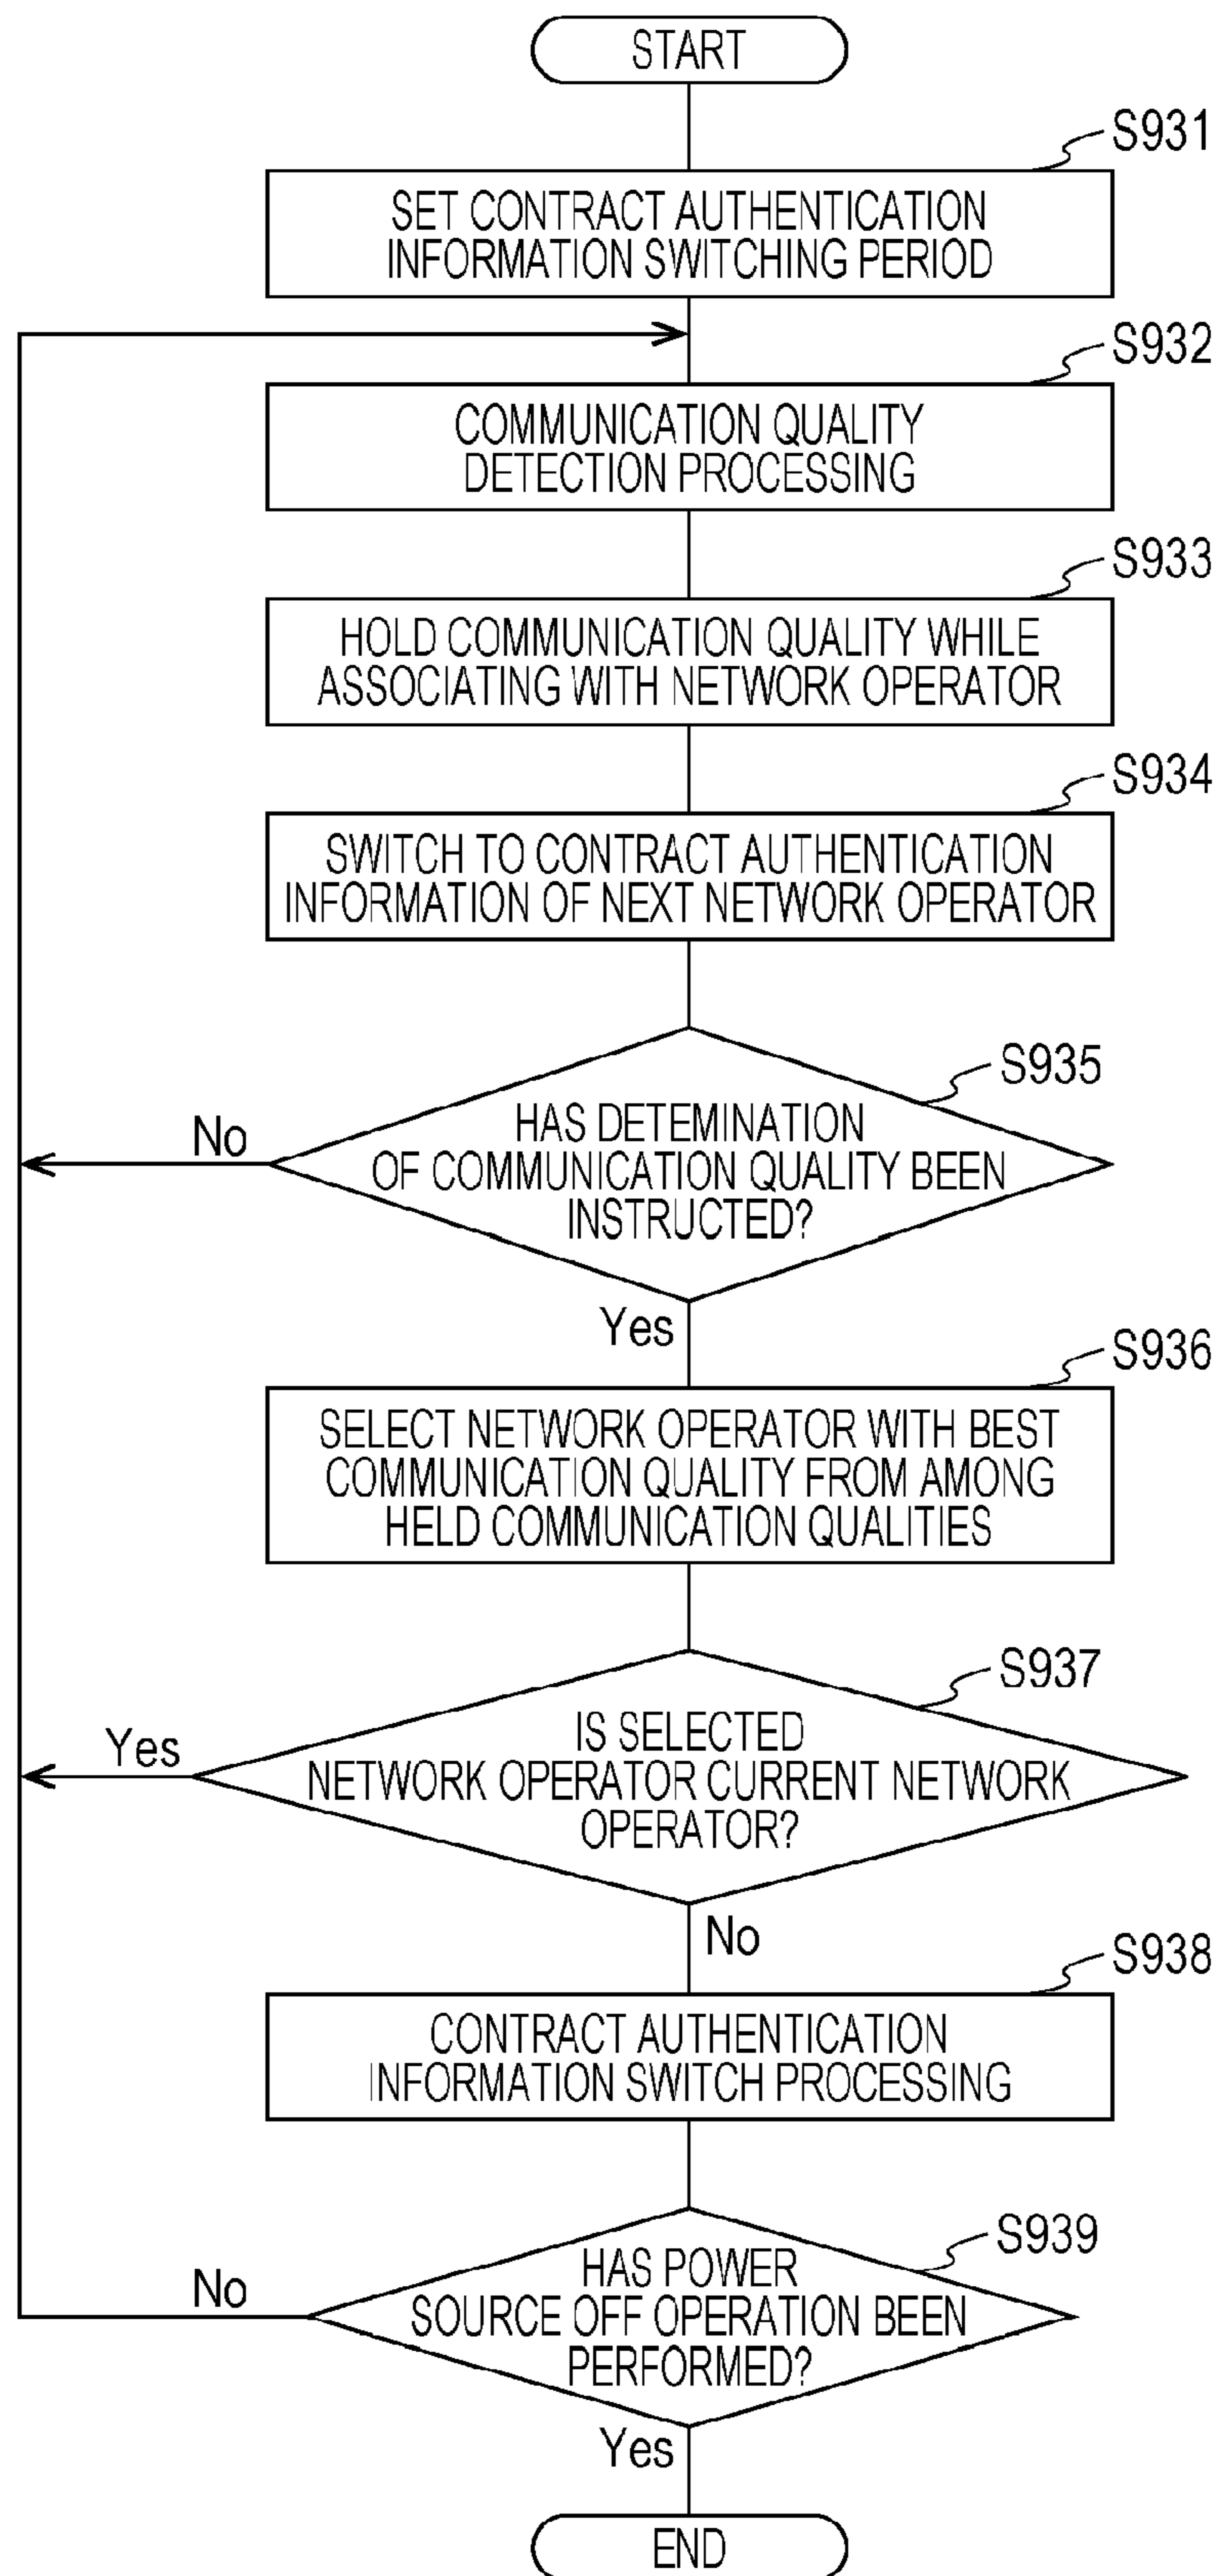 START
S931
SET CONTRACT AUTHENTICATION
INFORMATION SWITCHING PERIOD
S932
COMMUNICATION QUALITY
DETECTION PROCESSING
S933
HOLD COMMUNICATION QUALITY WHILE
ASSOCIATING WITH NETWORK OPERATOR
S934
SWITCH TO CONTRACT AUTHENTICATION
INFORMATION OF NEXT NETWORK OPERATOR
S935
HAS DETEMINATION
OF COMMUNICATION QUALITY BEEN
INSTRUCTED?
No
Yes
S936
SELECT NETWORK OPERATOR WITH BEST
COMMUNICATION QUALITY FROM AMONG
HELD COMMUNICATION QUALITIES
S937
IS SELECTED
NETWORK OPERATOR CURRENT NETWORK
OPERATOR?
Yes
No
S938
CONTRACT AUTHENTICATION
INFORMATION SWITCH PROCESSING
S939
HAS POWER
SOURCE OFF OPERATION BEEN
PERFORMED?
No
Yes
END